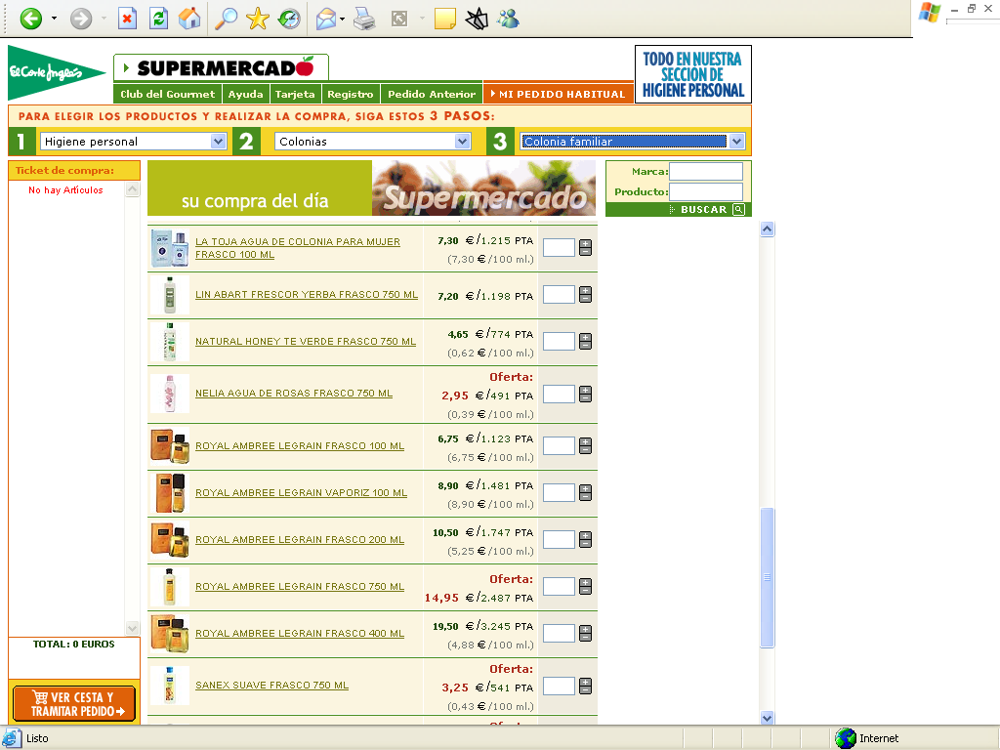 El Corte Inglés
SUPERMERCADO
TODO EN NUESTRA
SECCIÓN DE
HIGIENE PERSONAL
Club del Gourmet Ayuda Tarjeta Registro Pedido Anterior MI PEDIDO HABITUAL
PARA ELEGIR LOS PRODUCTOS Y REALIZAR LA COMPRA, SIGA ESTOS 3 PASOS:
1 Higiene personal 2 Colonias 3 Colonia familiar
Ticket de compra:
No hay Artículos
su compra del día
Supermercado
Marca:
Producto:
BUSCAR
LA TOJA AGUA DE COLONIA PARA MUJER
FRASCO 100 ML
7,30 €/1.215 PTA
(7,30 €/100 ml.)
LIN ABART FRESCOR YERBA FRASCO 750 ML
7,20 €/1.198 PTA
NATURAL HONEY TE VERDE FRASCO 750 ML
4,65 €/774 PTA
(0,62 €/100 ml.)
NELIA AGUA DE ROSAS FRASCO 750 ML
Oferta:
2,95 €/491 PTA
(0,39 €/100 ml.)
ROYAL AMBREE LEGRAIN FRASCO 100 ML
6,75 €/1.123 PTA
(6,75 €/100 ml.)
ROYAL AMBREE LEGRAIN VAPORIZ 100 ML
8,90 €/1.481 PTA
(8,90 €/100 ml.)
ROYAL AMBREE LEGRAIN FRASCO 200 ML
10,50 €/1.747 PTA
(5,25 €/100 ml.)
ROYAL AMBREE LEGRAIN FRASCO 750 ML
Oferta:
14,95 €/2.487 PTA
ROYAL AMBREE LEGRAIN FRASCO 400 ML
19,50 €/3.245 PTA
(4,88 €/100 ml.)
SANEX SUAVE FRASCO 750 ML
Oferta:
3,25 €/541 PTA
(0,43 €/100 ml.)
TOTAL: 0 EUROS
VER CESTA Y
TRAMITAR PEDIDO
Listo
Internet